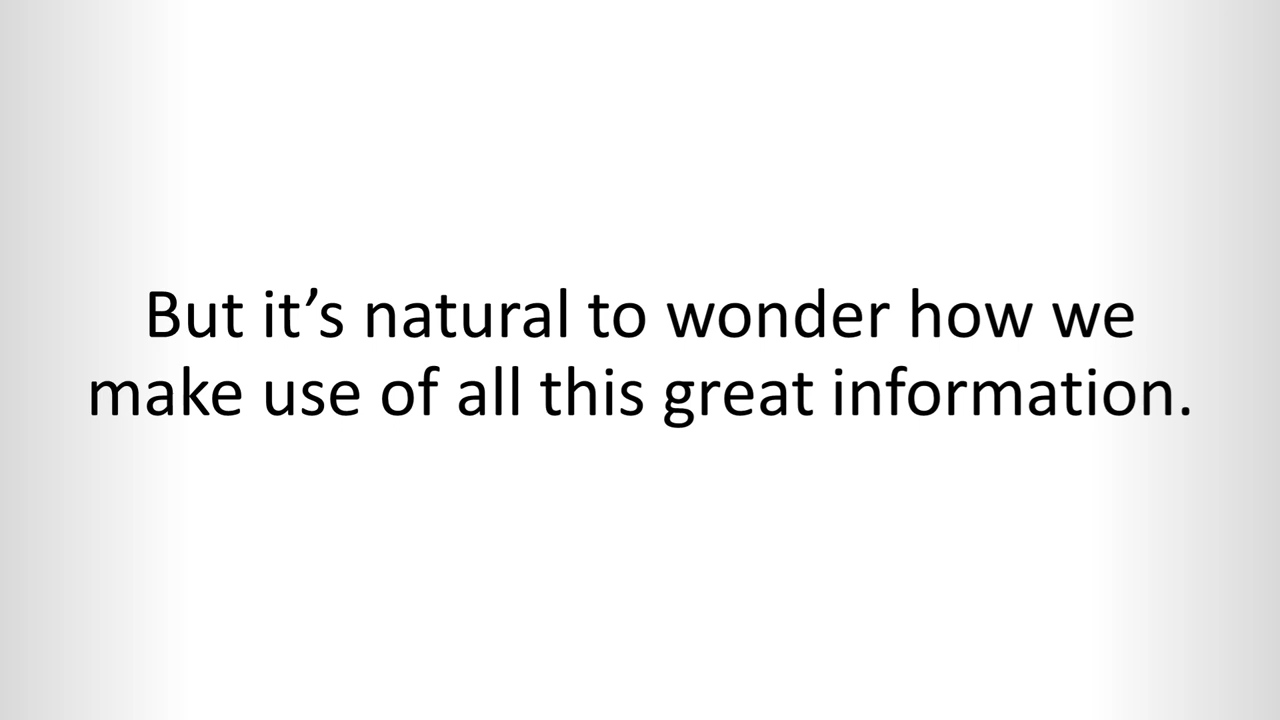 But it’s natural to wonder how we
make use of all this great information.